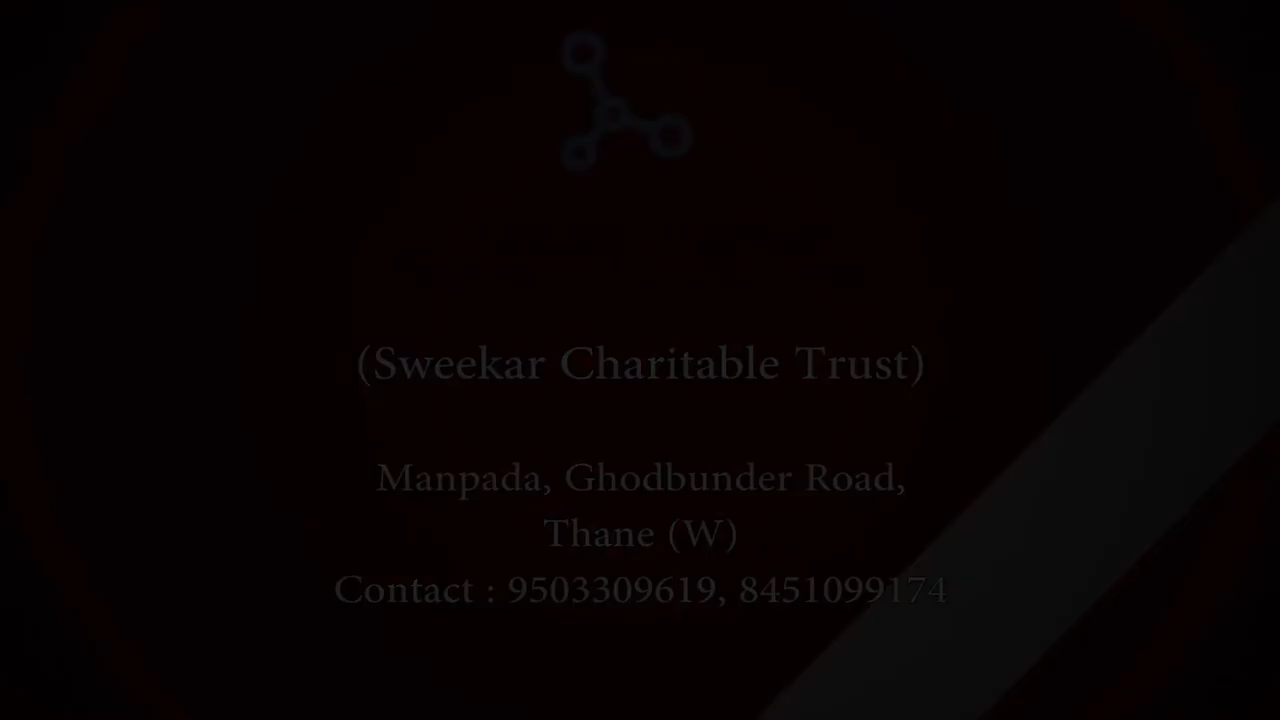 (Sweekar Charitable Trust)
Manpada, Ghodbunder Road,
Thane (W)
Contact : 9503309619, 8451099174